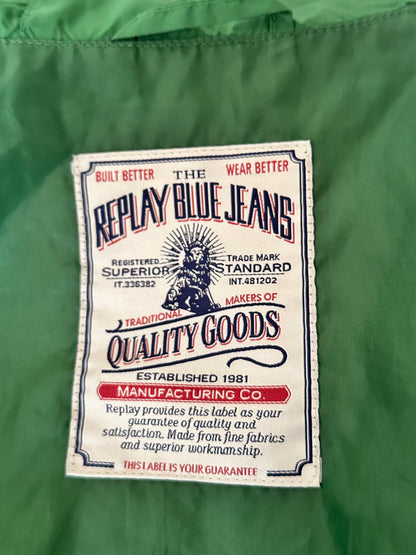 BUILT BETTER THE WEAR BETTER
REPLAY BLUE JEANS
REGISTERED TRADE MARK
SUPERIOR STANDARD
IT.336382 INT.481202
TRADITIONAL MAKERS OF
QUALITY GOODS
ESTABLISHED 1981
MANUFACTURING CO.
Replay provides this label as your
guarantee of quality and
satisfaction. Made from fine fabrics
and superior workmanship.
THIS LABEL IS YOUR GUARANTEE